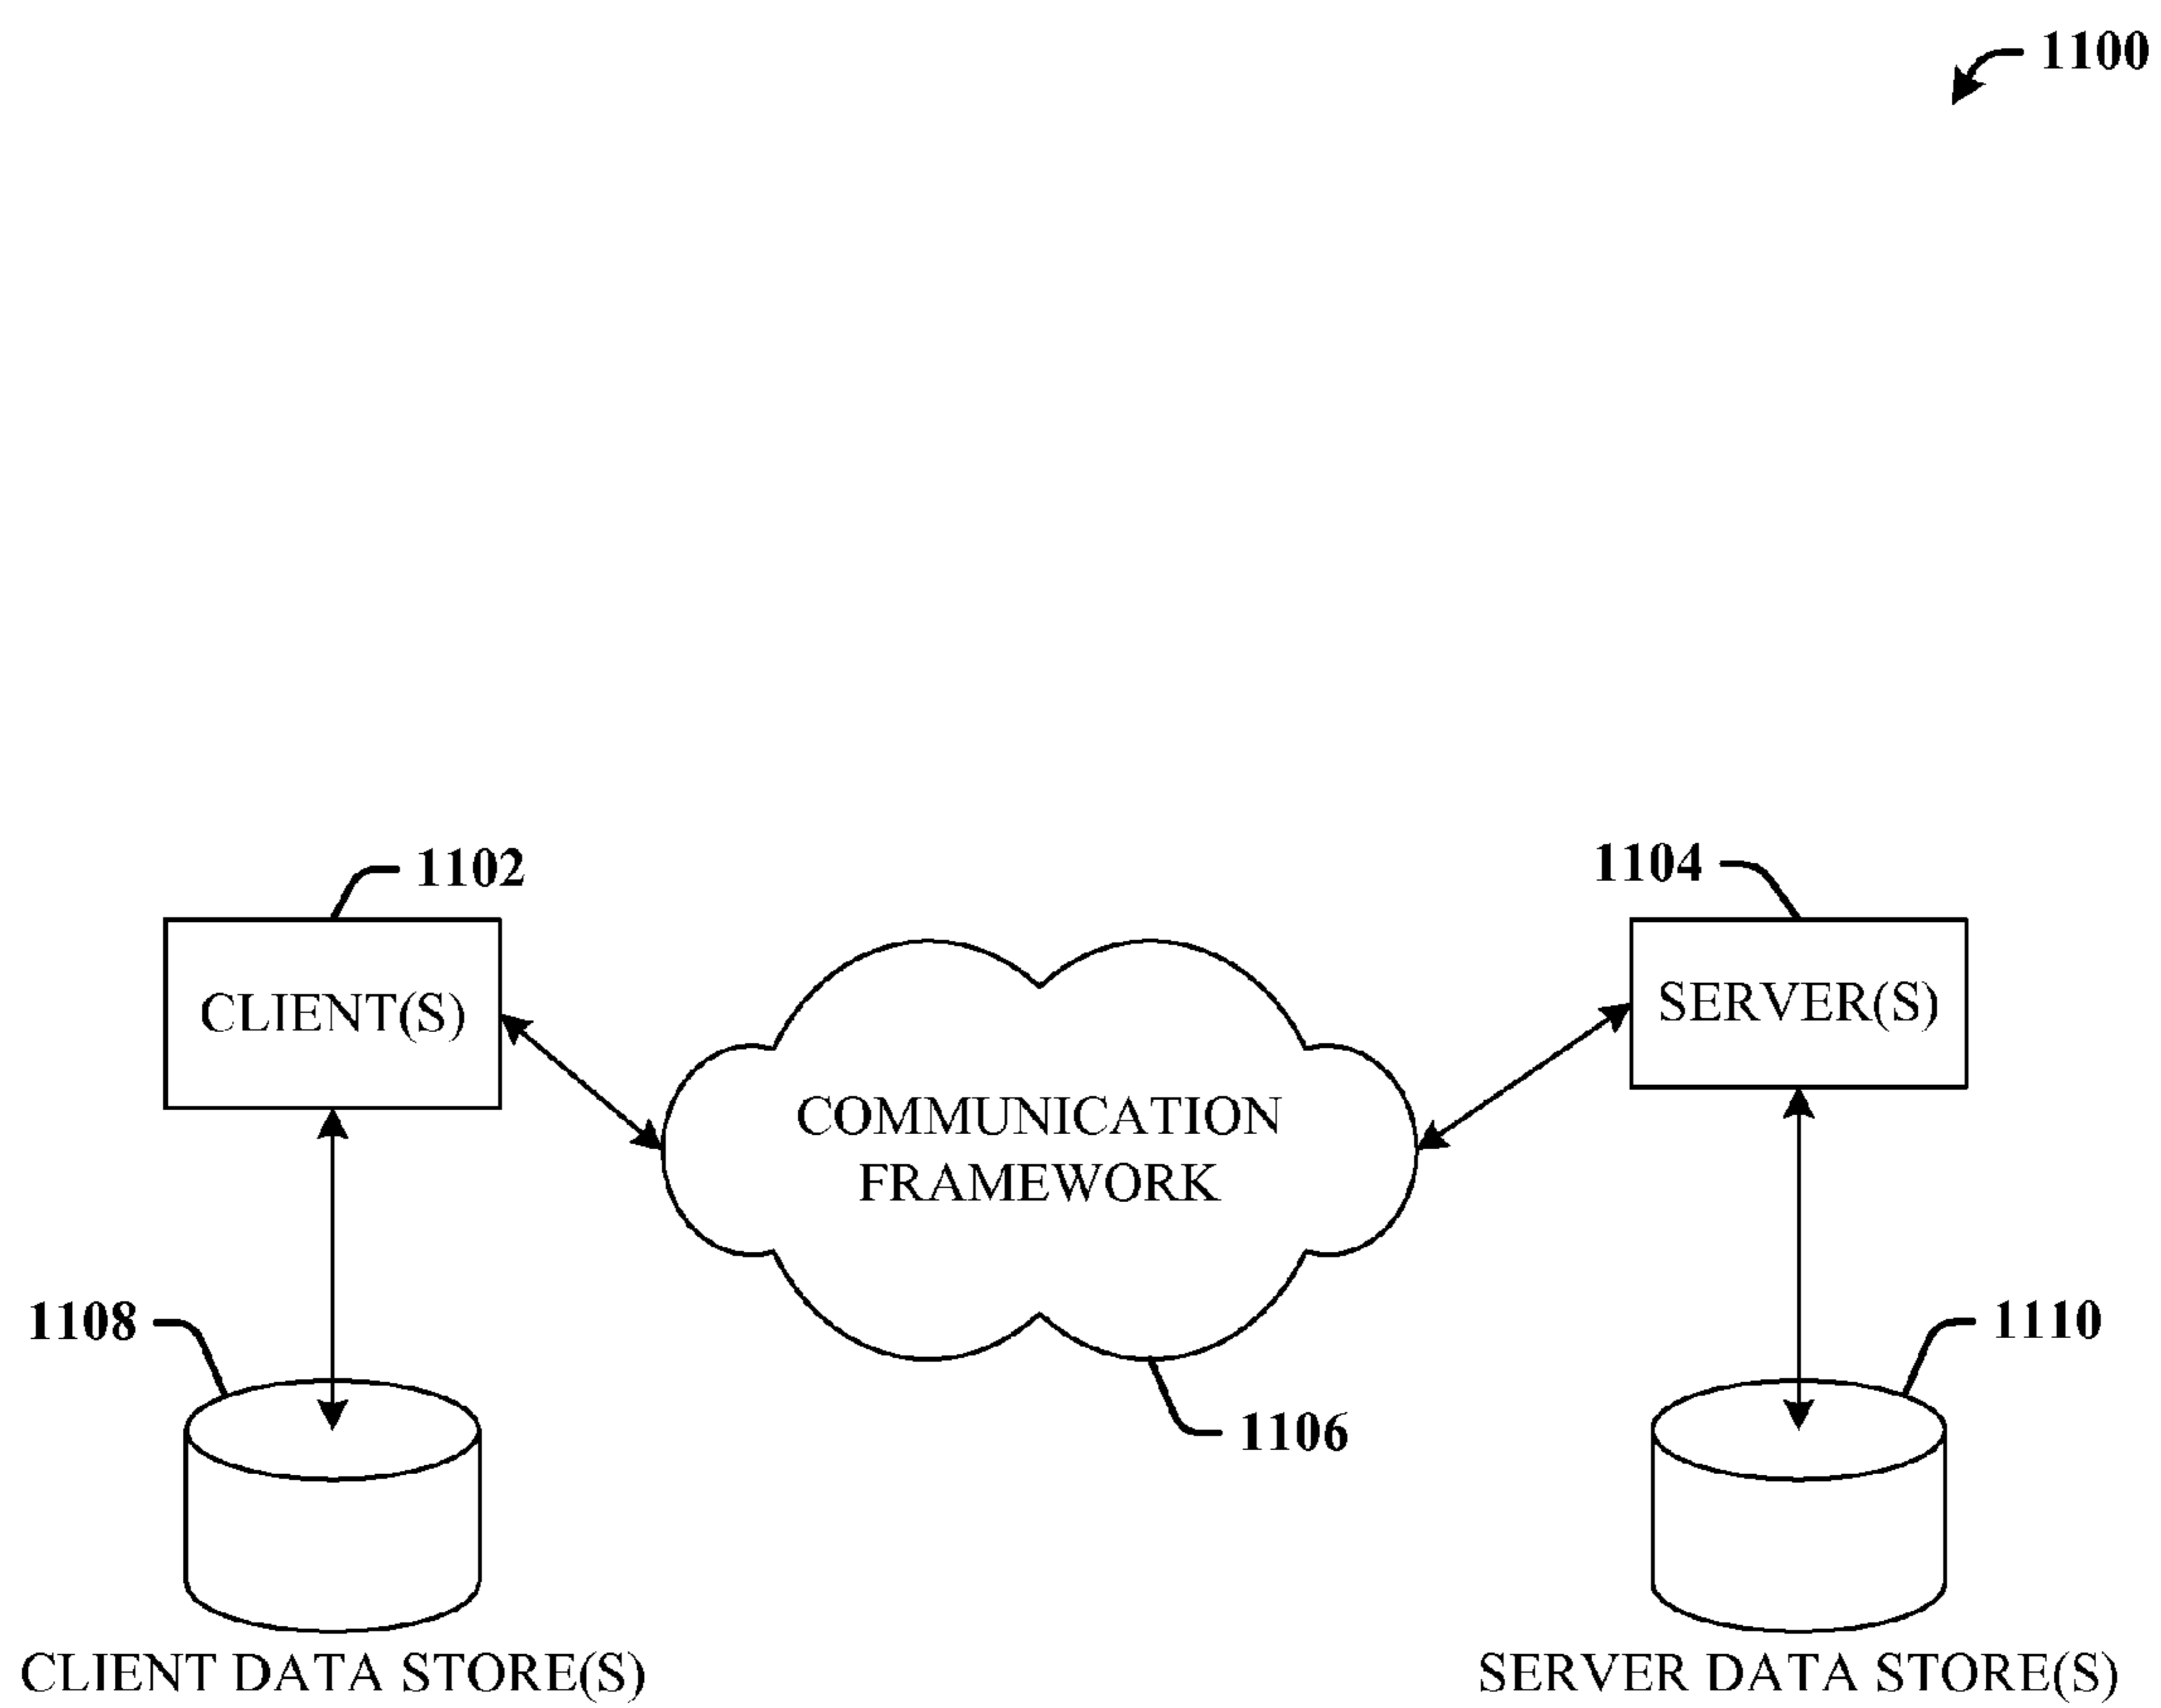 1100
1102
1104
CLIENT(S)
SERVER(S)
COMMUNICATION
FRAMEWORK
1108
1110
1106
CLIENT DATA STORE(S)
SERVER DATA STORE(S)